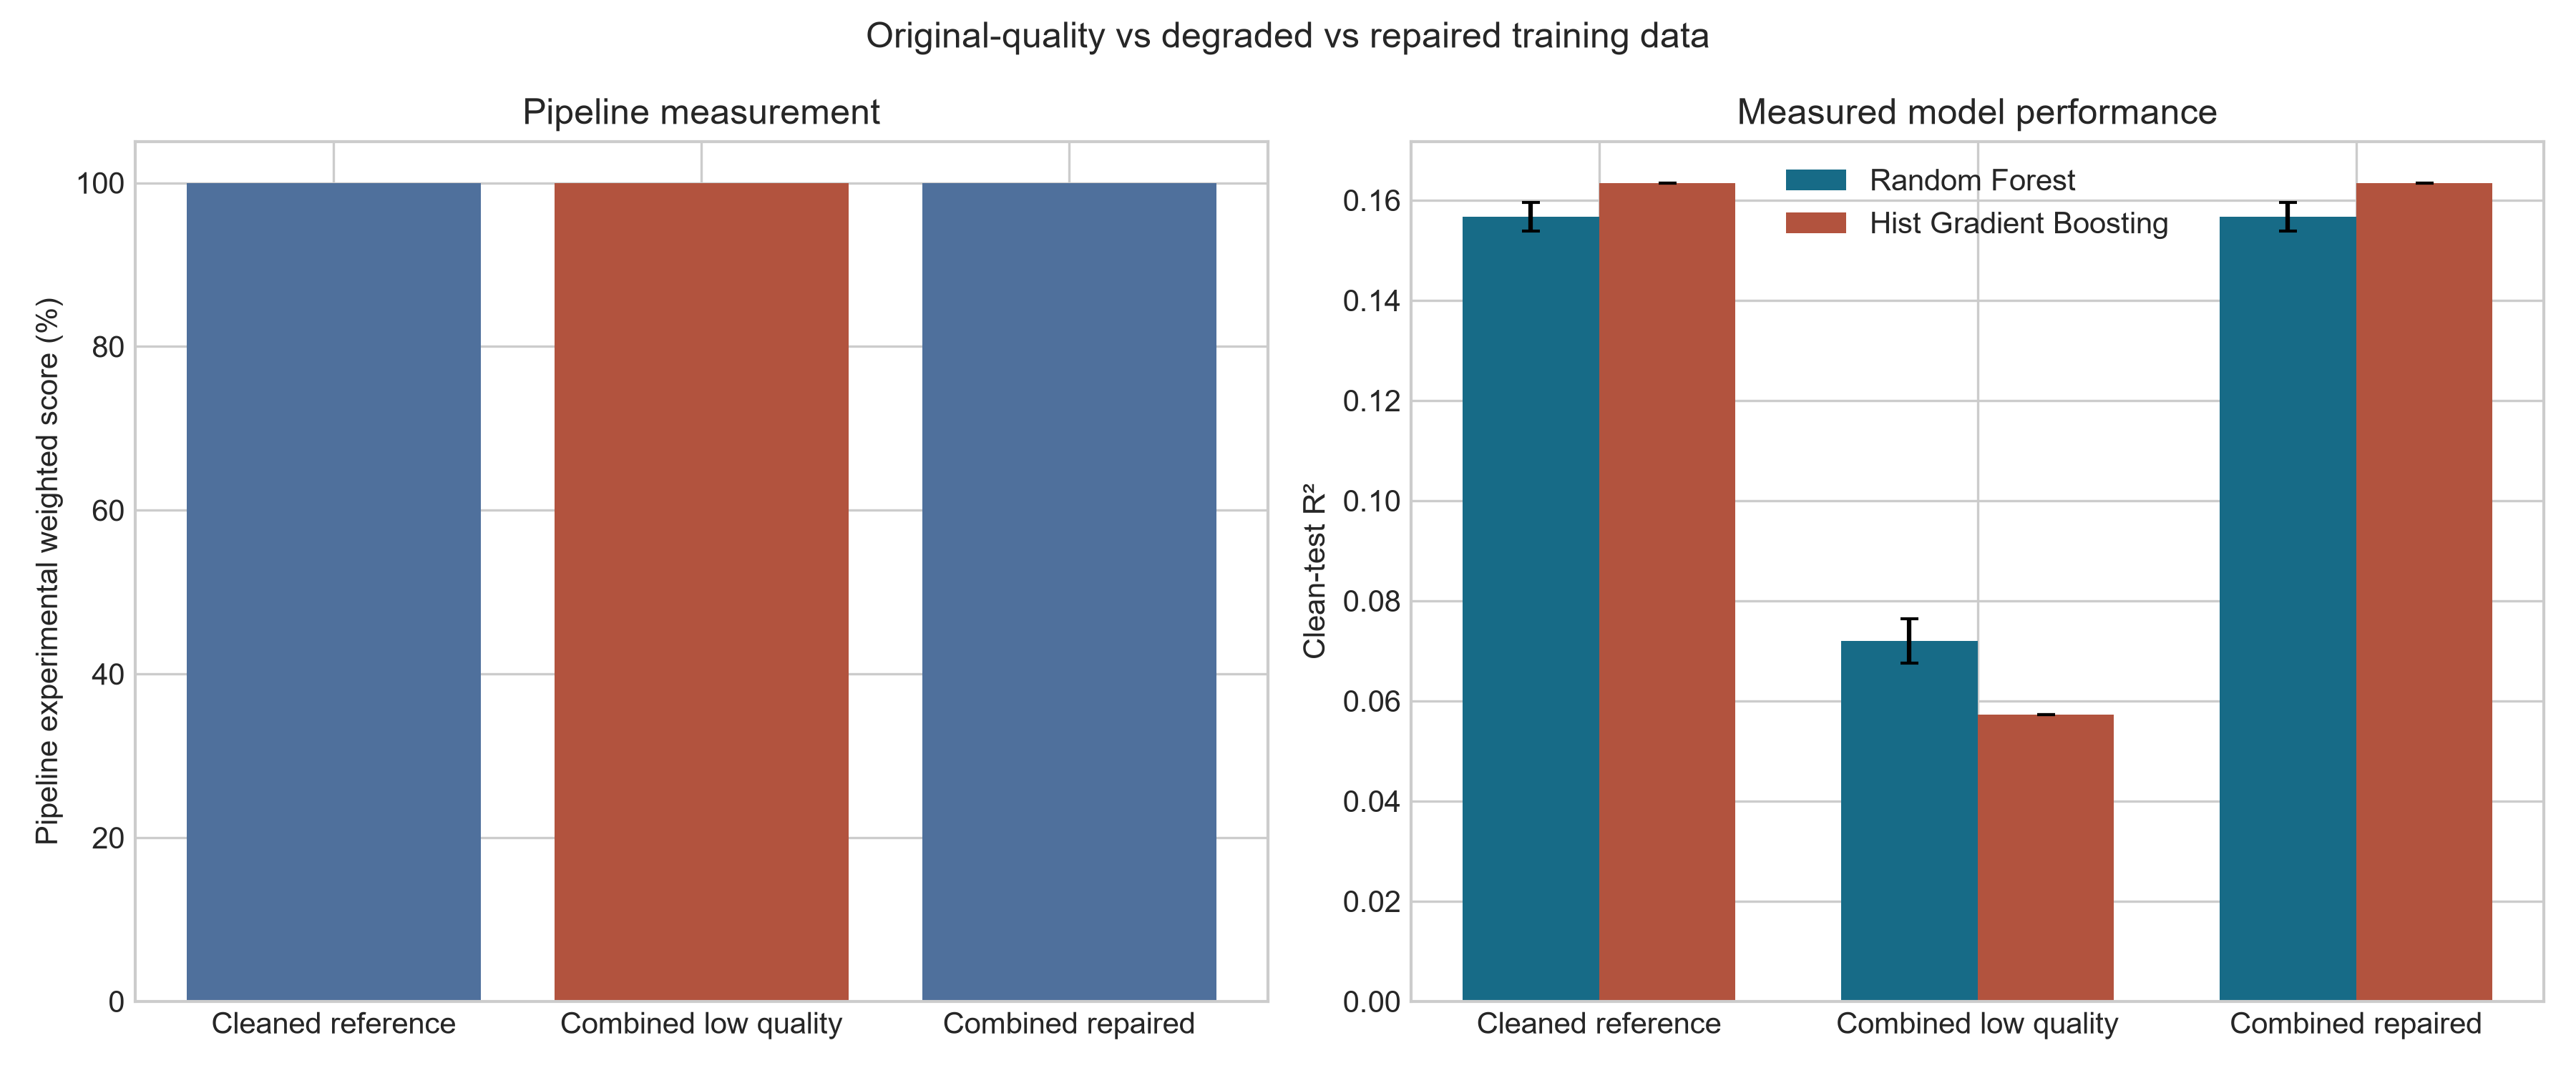 Original-quality vs degraded vs repaired training data
Pipeline measurement
Pipeline experimental weighted score (%)
100
80
60
40
20
0
Cleaned reference
Combined low quality
Combined repaired
Measured model performance
Random Forest
Hist Gradient Boosting
Clean-test R²
0.16
0.14
0.12
0.10
0.08
0.06
0.04
0.02
0.00
Cleaned reference
Combined low quality
Combined repaired